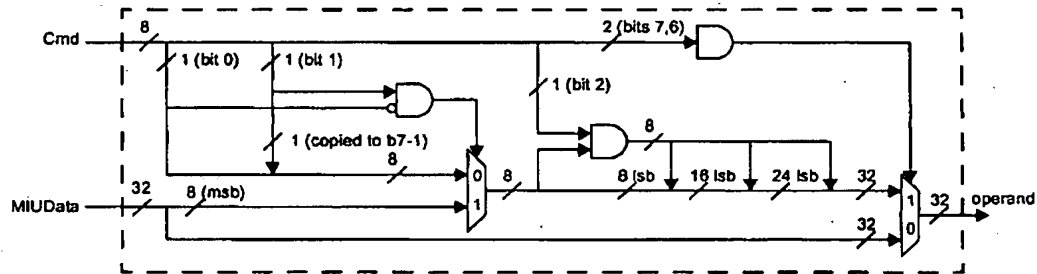 8
2 (bits 7,6)
Cmd
1 (bit 0)
1 (bit 1)
1 (bit 2)
1 (copied to b7-1)
8
8
0
1
8
8 lsb
16 lsb
24 lsb
32
1
0
32
operand
32
8 (msb)
MIUData
32